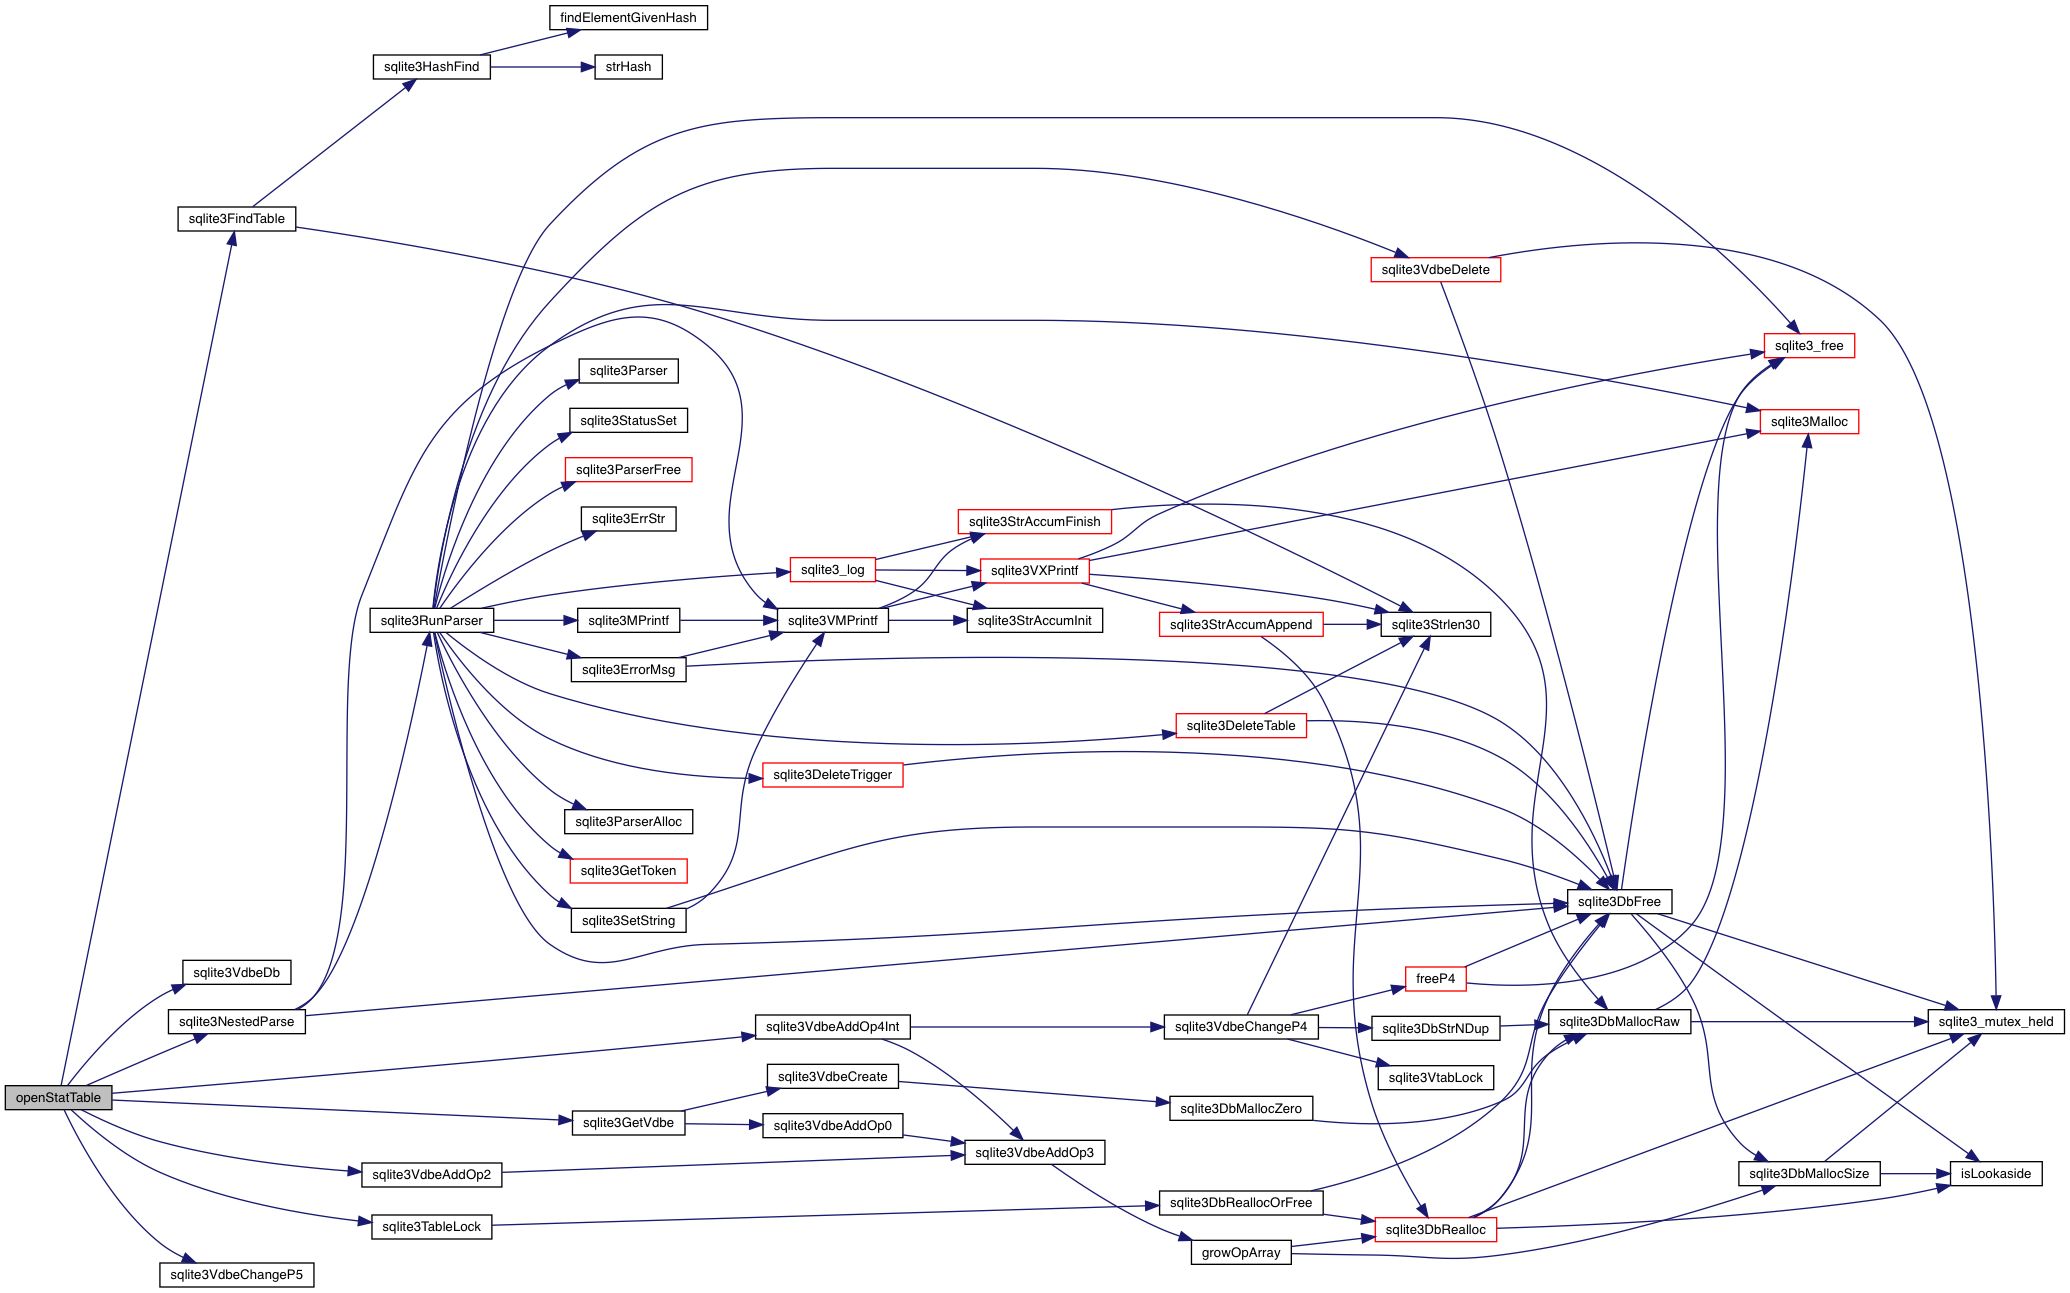 findElementGivenHash
sqlite3HashFind
strHash
sqlite3FindTable
sqlite3VdbeDelete
sqlite3_free
sqlite3Parser
sqlite3Malloc
sqlite3StatusSet
sqlite3ParserFree
sqlite3ErrStr
sqlite3StrAccumFinish
sqlite3_log
sqlite3VXPrintf
sqlite3RunParser
sqlite3MPrintf
sqlite3VMPrintf
sqlite3StrAccumInit
sqlite3StrAccumAppend
sqlite3Strlen30
sqlite3ErrorMsg
sqlite3DeleteTable
sqlite3DeleteTrigger
sqlite3ParserAlloc
sqlite3GetToken
sqlite3DbFree
sqlite3SetString
sqlite3VdbeDb
freeP4
sqlite3NestedParse
sqlite3VdbeAddOp4Int
sqlite3VdbeChangeP4
sqlite3DbStrNDup
sqlite3DbMallocRaw
sqlite3_mutex_held
sqlite3VdbeCreate
sqlite3VtabLock
openStatTable
sqlite3DbMallocZero
sqlite3GetVdbe
sqlite3VdbeAddOp0
sqlite3VdbeAddOp3
sqlite3VdbeAddOp2
sqlite3DbMallocSize
isLookaside
sqlite3DbReallocOrFree
sqlite3TableLock
sqlite3DbRealloc
growOpArray
sqlite3VdbeChangeP5